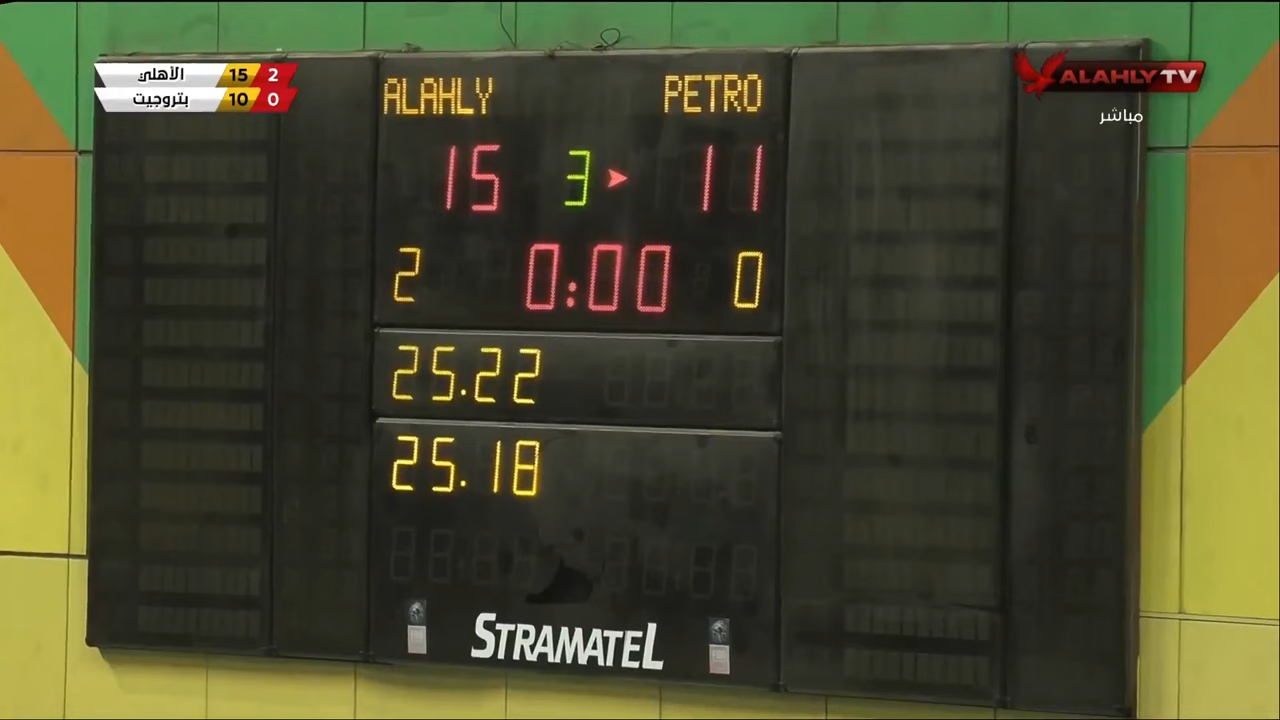 الأهلي 15 2
بتروجيت 10 0
ALAHLY TV
مباشر
ALAHLY PETRO
15 3 11
2 0:00 0
25.22
25.18
STRAMATEL